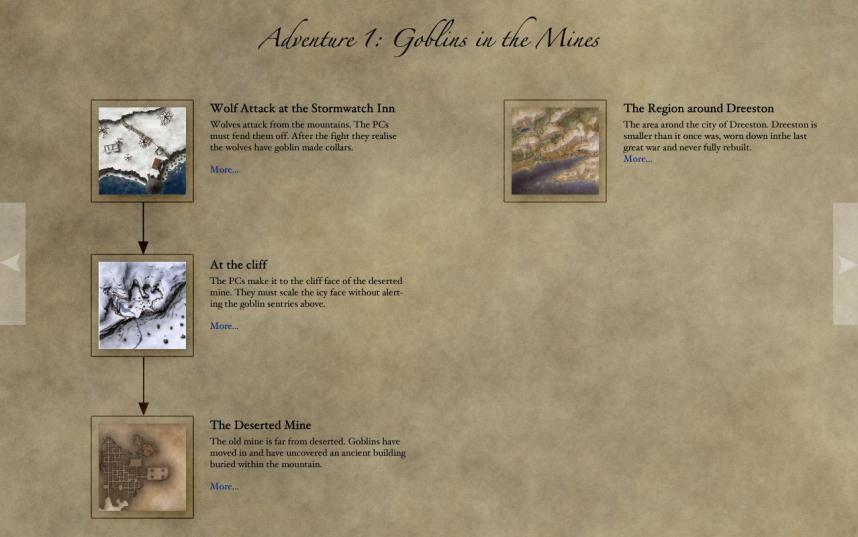 Adventure 1: Goblins in the Mines
Wolf Attack at the Stormwatch Inn
Wolves attack from the mountains. The PCs
must fend them off. After the fight they realise
the wolves have goblin made collars.
More...
The Region around Dreeston
The area arond the city of Dreeston. Dreeston is
smaller than it once was, worn down inthe last
great war and never fully rebuilt.
More...
At the cliff
The PCs make it to the cliff face of the deserted
mine. They must scale the icy face without alert-
ing the goblin sentries above.
More...
The Deserted Mine
The old mine is far from deserted. Goblins have
moved in and have uncovered an ancient building
buried within the mountain.
More...